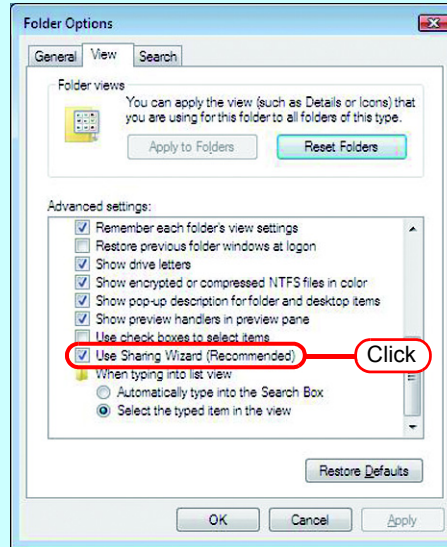 Folder Options
General View Search
Folder views
You can apply the view (such as Details or Icons) that
you are using for this folder to all folders of this type.
Apply to Folders Reset Folders
Advanced settings:
Remember each folder's view settings
Restore previous folder windows at logon
Show drive letters
Show encrypted or compressed NTFS files in color
Show pop-up description for folder and desktop items
Show preview handlers in preview pane
Use check boxes to select items
Use Sharing Wizard (Recommended) Click
When typing into list view
Automatically type into the Search Box
Select the typed item in the view
Restore Defaults
OK Cancel Apply